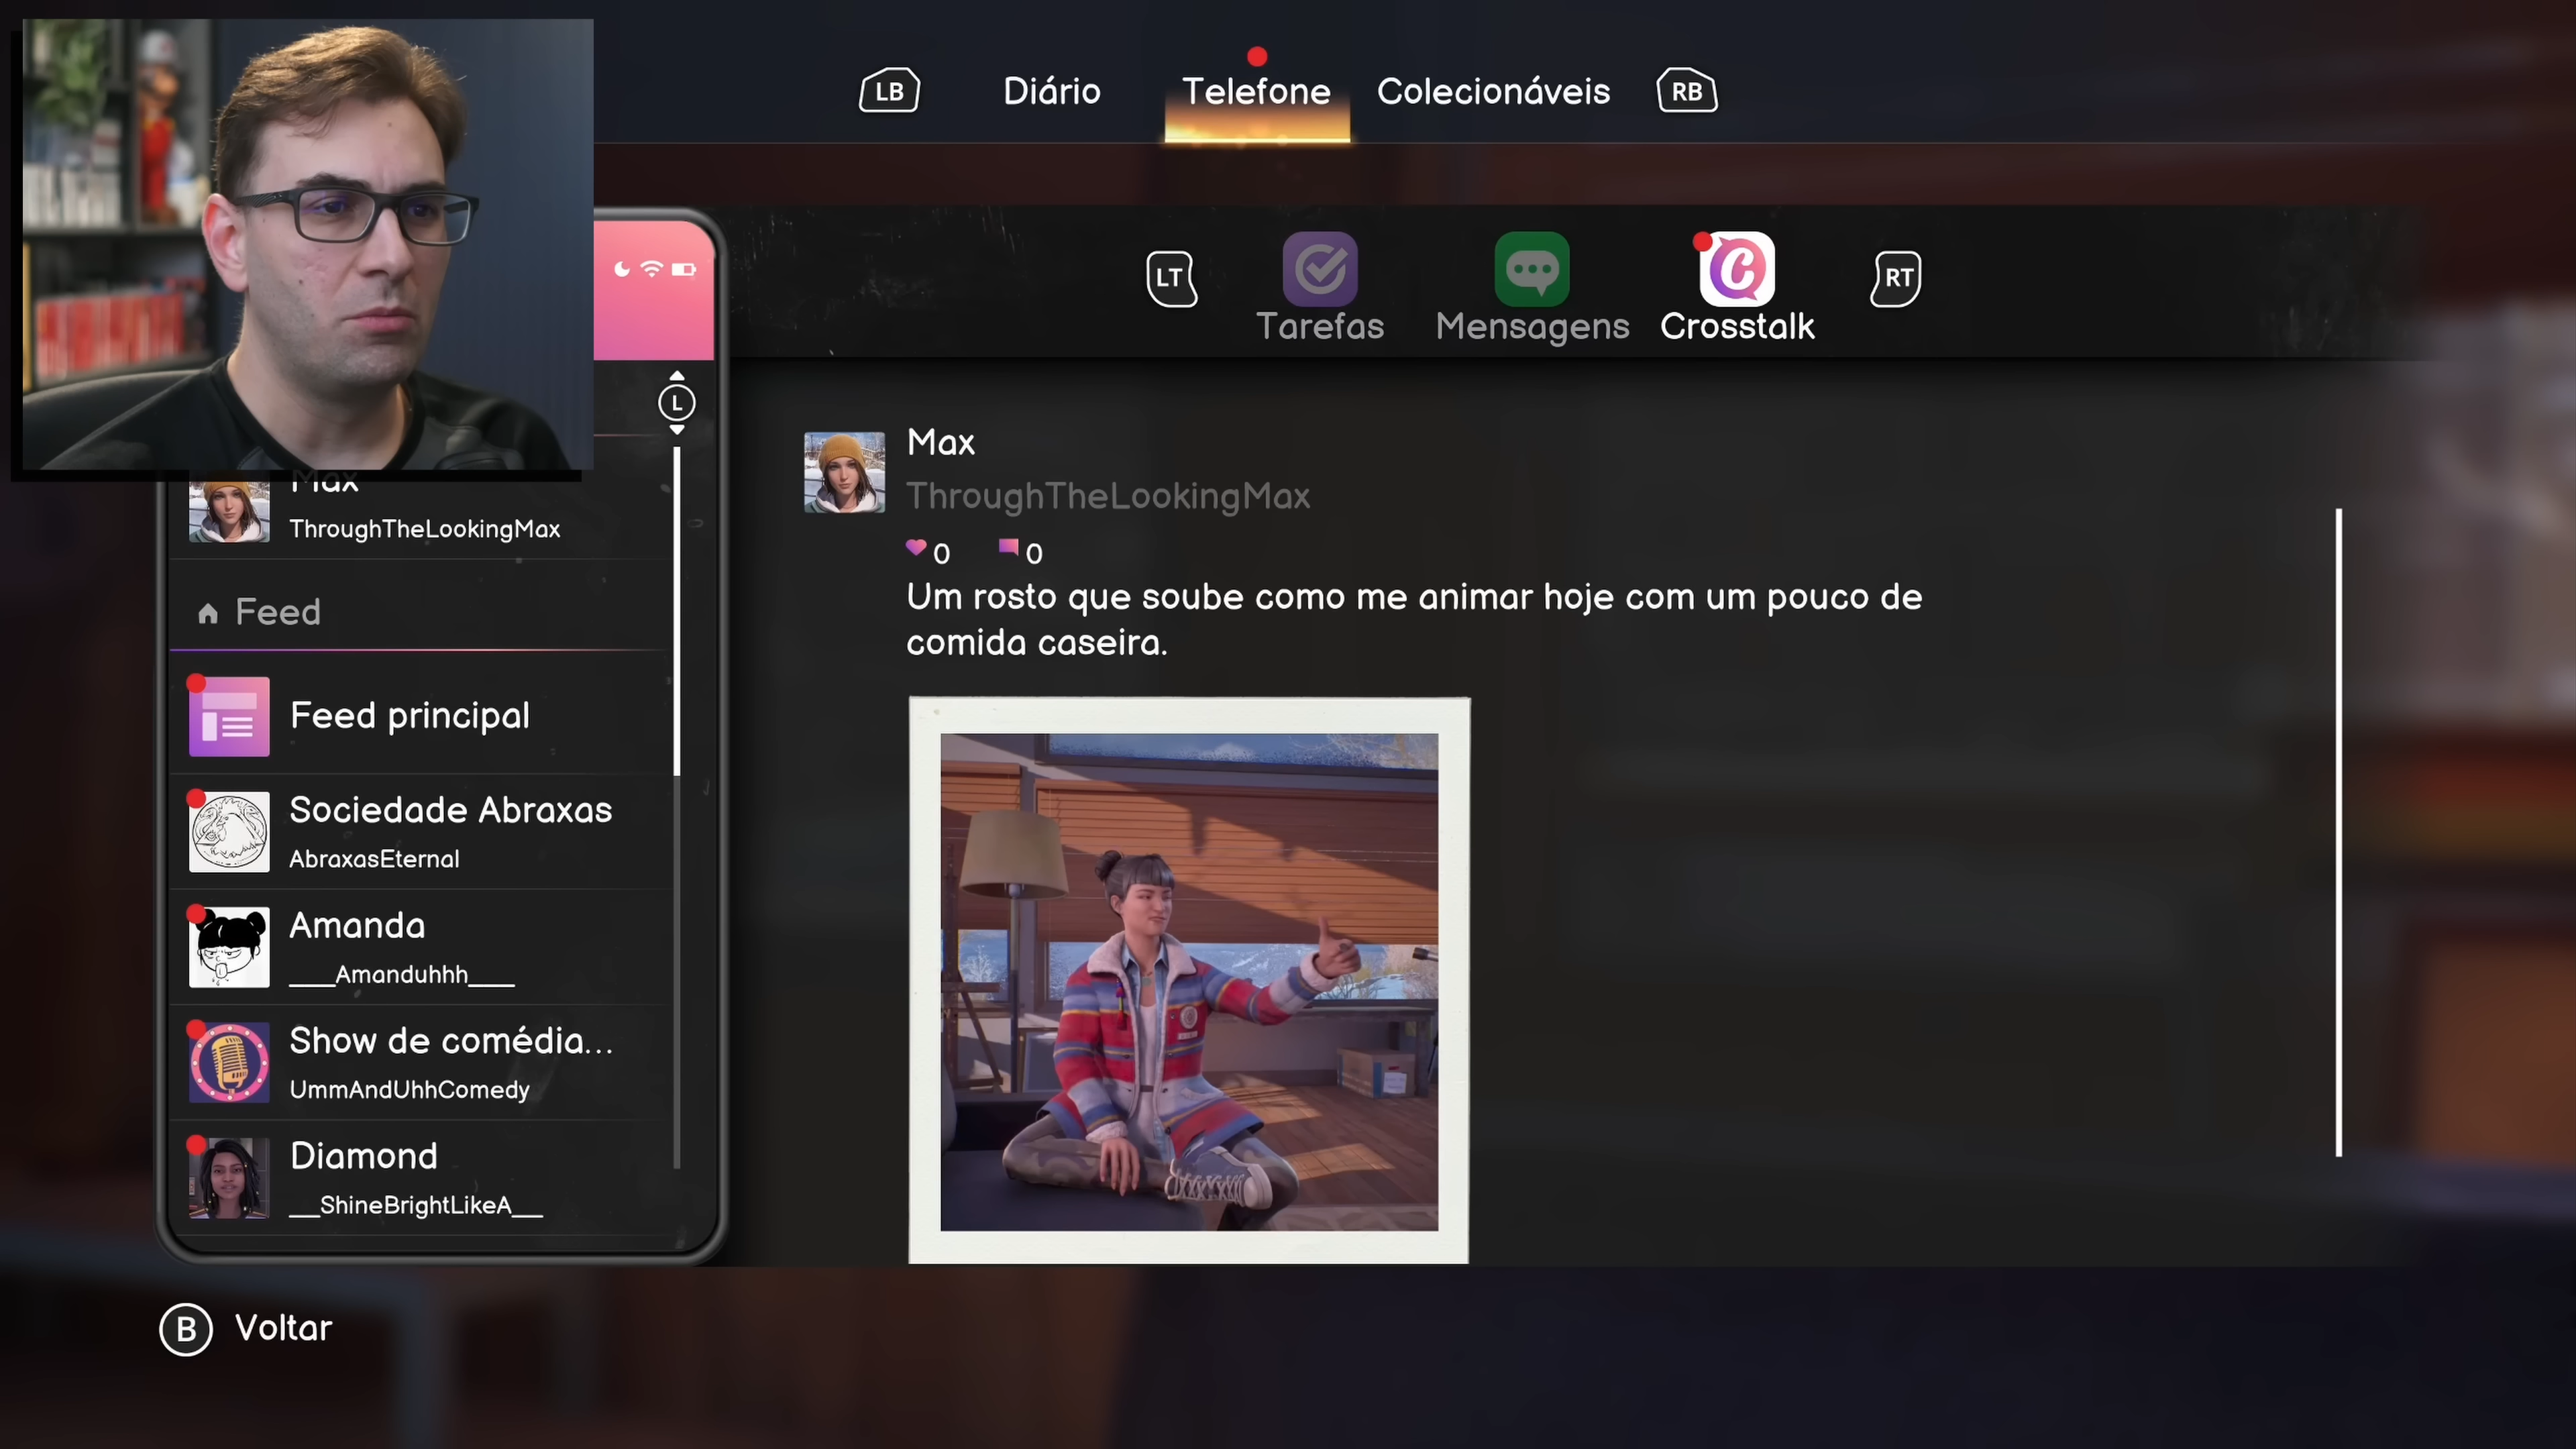 LB Diário Telefone Colecionáveis RB
LT Tarefas Mensagens Crosstalk RT
L
Max
ThroughTheLookingMax
Feed
Feed principal
Sociedade Abraxas
AbraxasEternal
Amanda
____Amanduhhh____
Show de comédia...
UmmAndUhhComedy
Diamond
__ShineBrightLikeA__
Max
ThroughTheLookingMax
0 0
Um rosto que soube como me animar hoje com um pouco de
comida caseira.
B Voltar